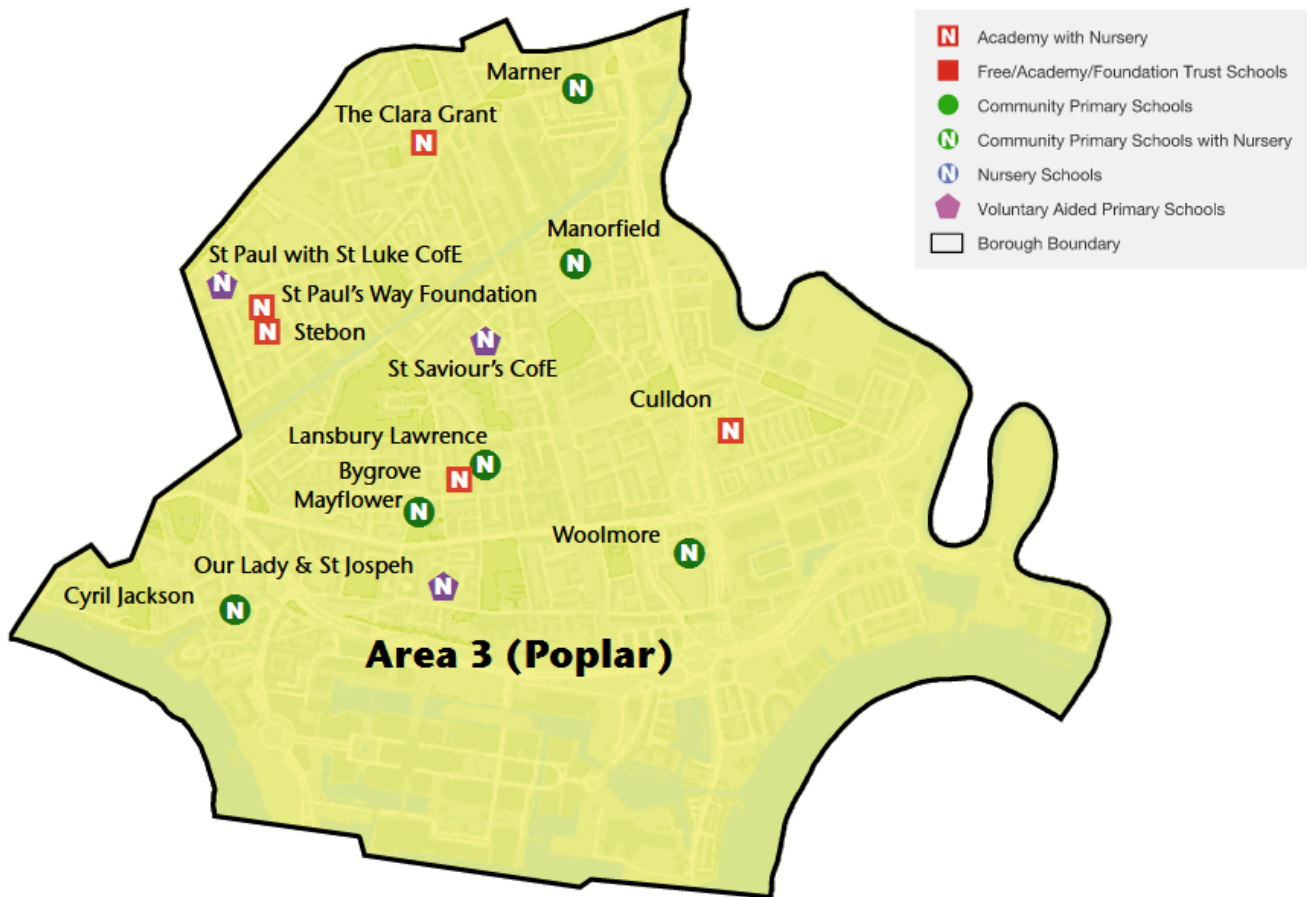 Marner
N
The Clara Grant
N
Manorfield
N
St Paul with St Luke CofE
N
St Paul's Way Foundation
N
Stebon
N
N
St Saviour's CofE
Culldon
N
Lansbury Lawrence
N
Bygrove
N
Mayflower
N
Woolmore
N
Our Lady & St Jospeh
N
Cyril Jackson
N
Area 3 (Poplar)
N Academy with Nursery
Free/Academy/Foundation Trust Schools
Community Primary Schools
N Community Primary Schools with Nursery
N Nursery Schools
Voluntary Aided Primary Schools
Borough Boundary